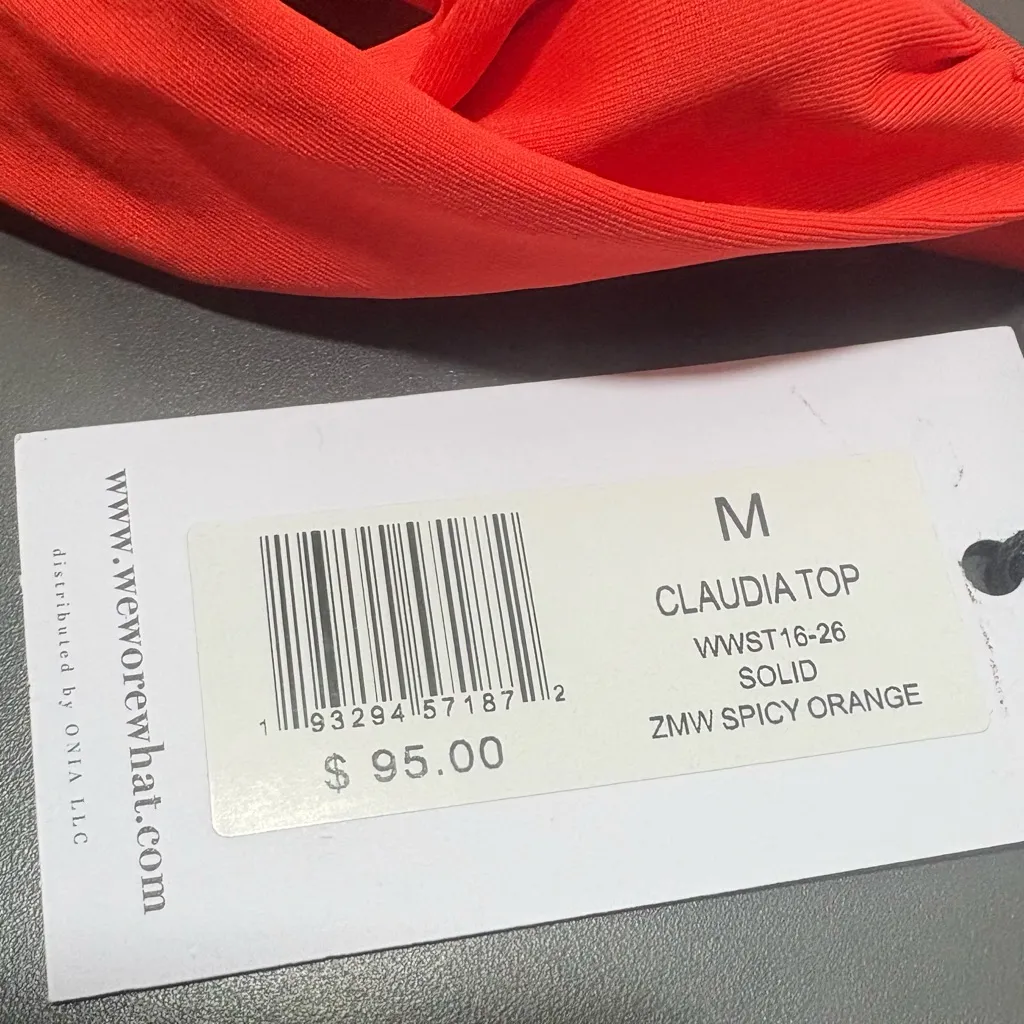 M
CLAUDIA TOP
WWST16-26
SOLID
ZMW SPICY ORANGE
1 93294 57187 2
$ 95.00
www.weworewhat.com
distributed by ONIA LLC